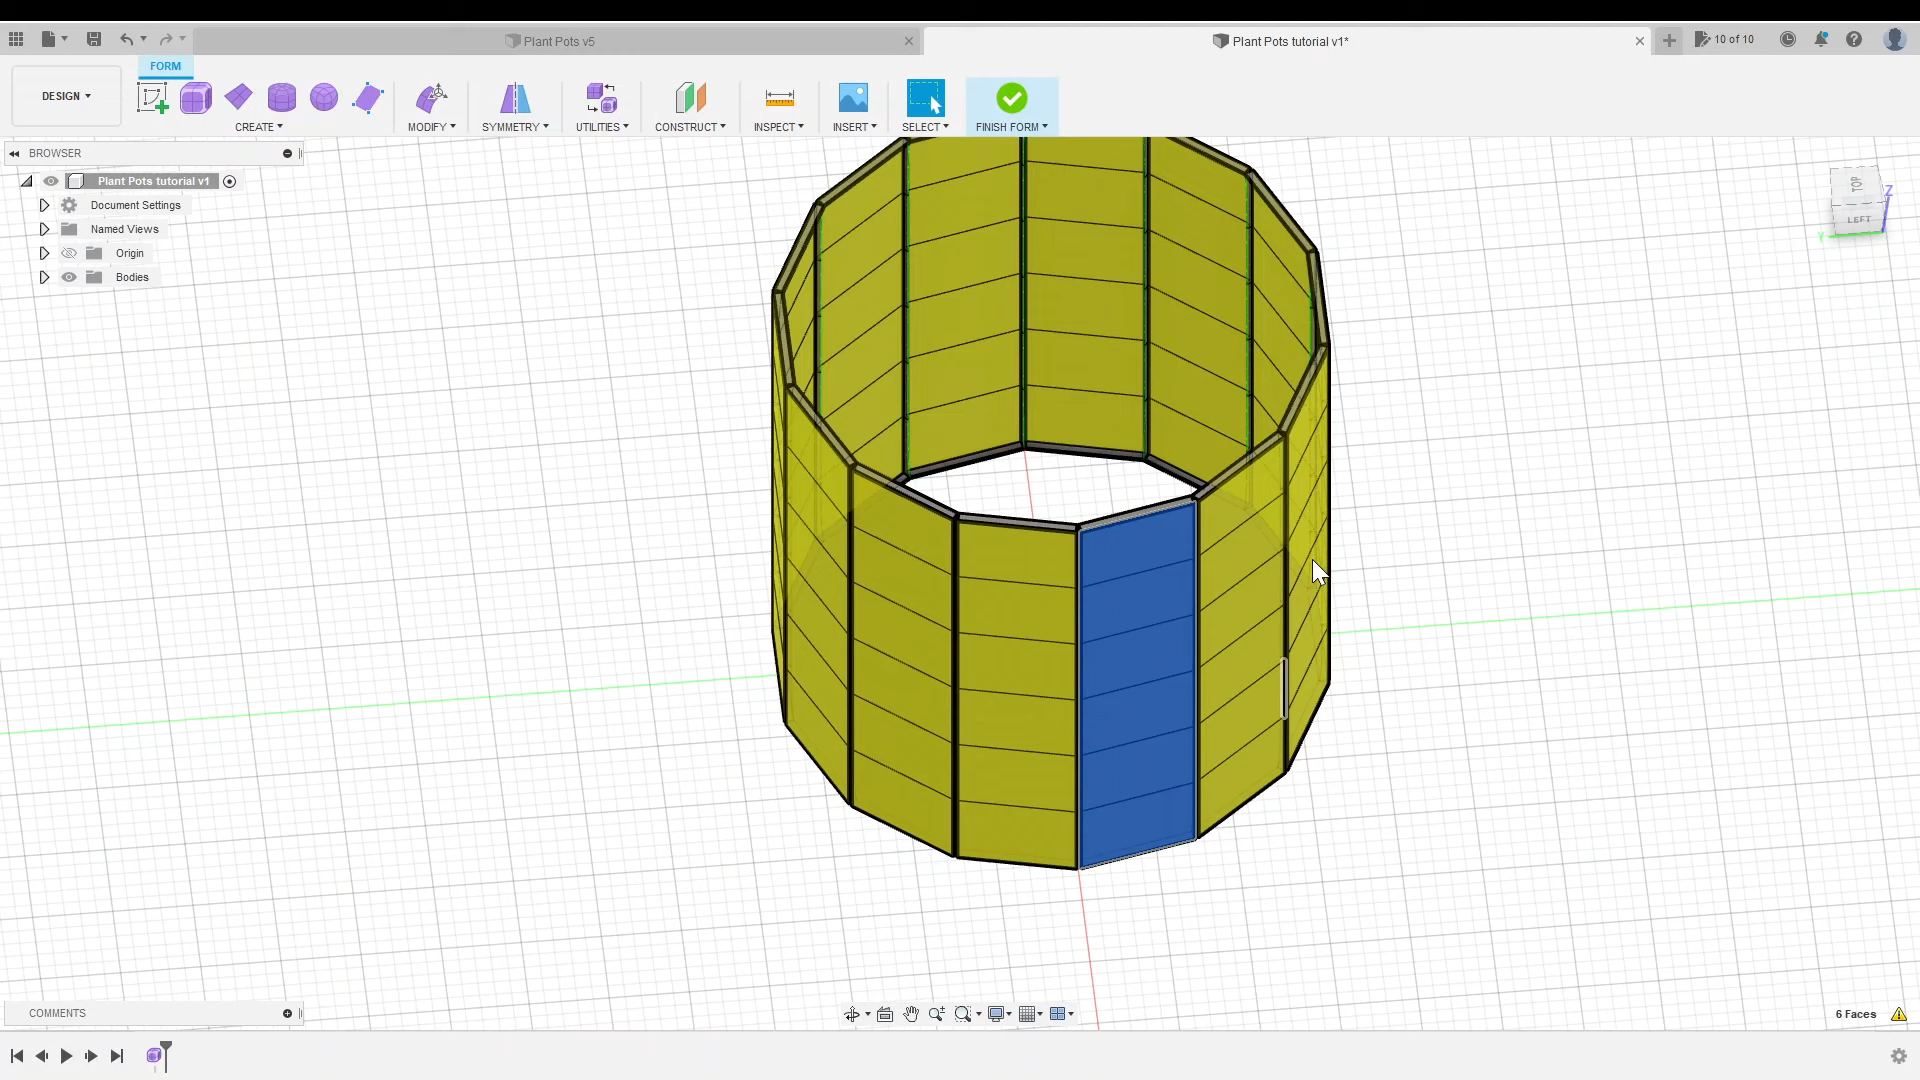 Plant Pots v5
Plant Pots tutorial v1*
10 of 10
FORM
DESIGN
CREATE
MODIFY
SYMMETRY
UTILITIES
CONSTRUCT
INSPECT
INSERT
SELECT
FINISH FORM
BROWSER
Plant Pots tutorial v1
Document Settings
Named Views
Origin
Bodies
TOP
LEFT
Z
Y
COMMENTS
6 Faces